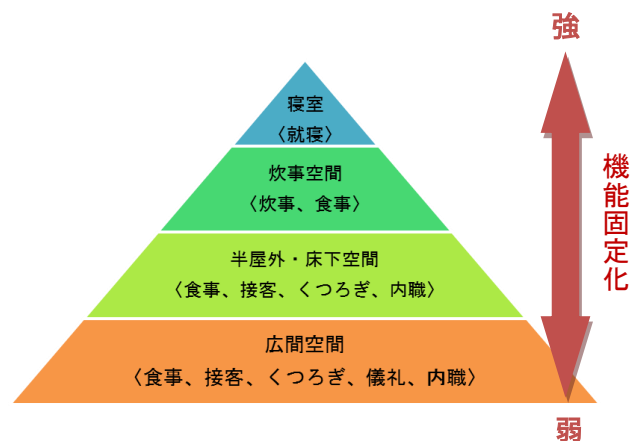 強
寝室
〈就寝〉
炊事空間
〈炊事、食事〉
半屋外・床下空間
〈食事、接客、くつろぎ、内職〉
広間空間
〈食事、接客、くつろぎ、儀礼、内職〉
機能固定化
弱